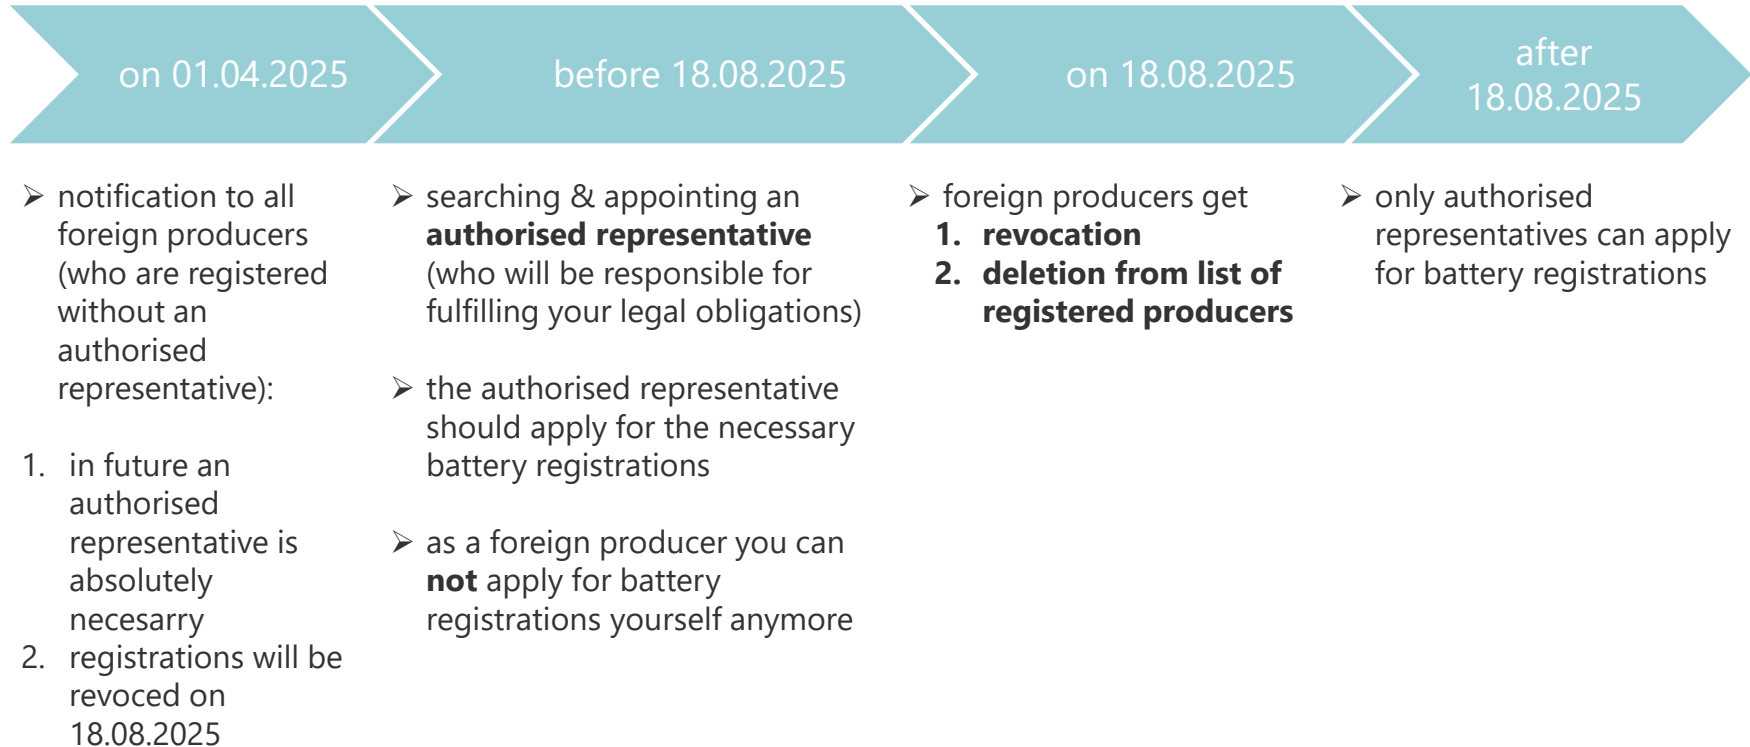 on 01.04.2025
before 18.08.2025
on 18.08.2025
after
18.08.2025
➢ notification to all
foreign producers
(who are registered
without an
authorised
representative):
1. in future an
authorised
representative is
absolutely
necesarry
2. registrations will be
revoced on
18.08.2025
➢ searching & appointing an
authorised representative
(who will be responsible for
fulfilling your legal obligations)
➢ the authorised representative
should apply for the necessary
battery registrations
➢ as a foreign producer you can
not apply for battery
registrations yourself anymore
➢ foreign producers get
1. revocation
2. deletion from list of
registered producers
➢ only authorised
representatives can apply
for battery registrations